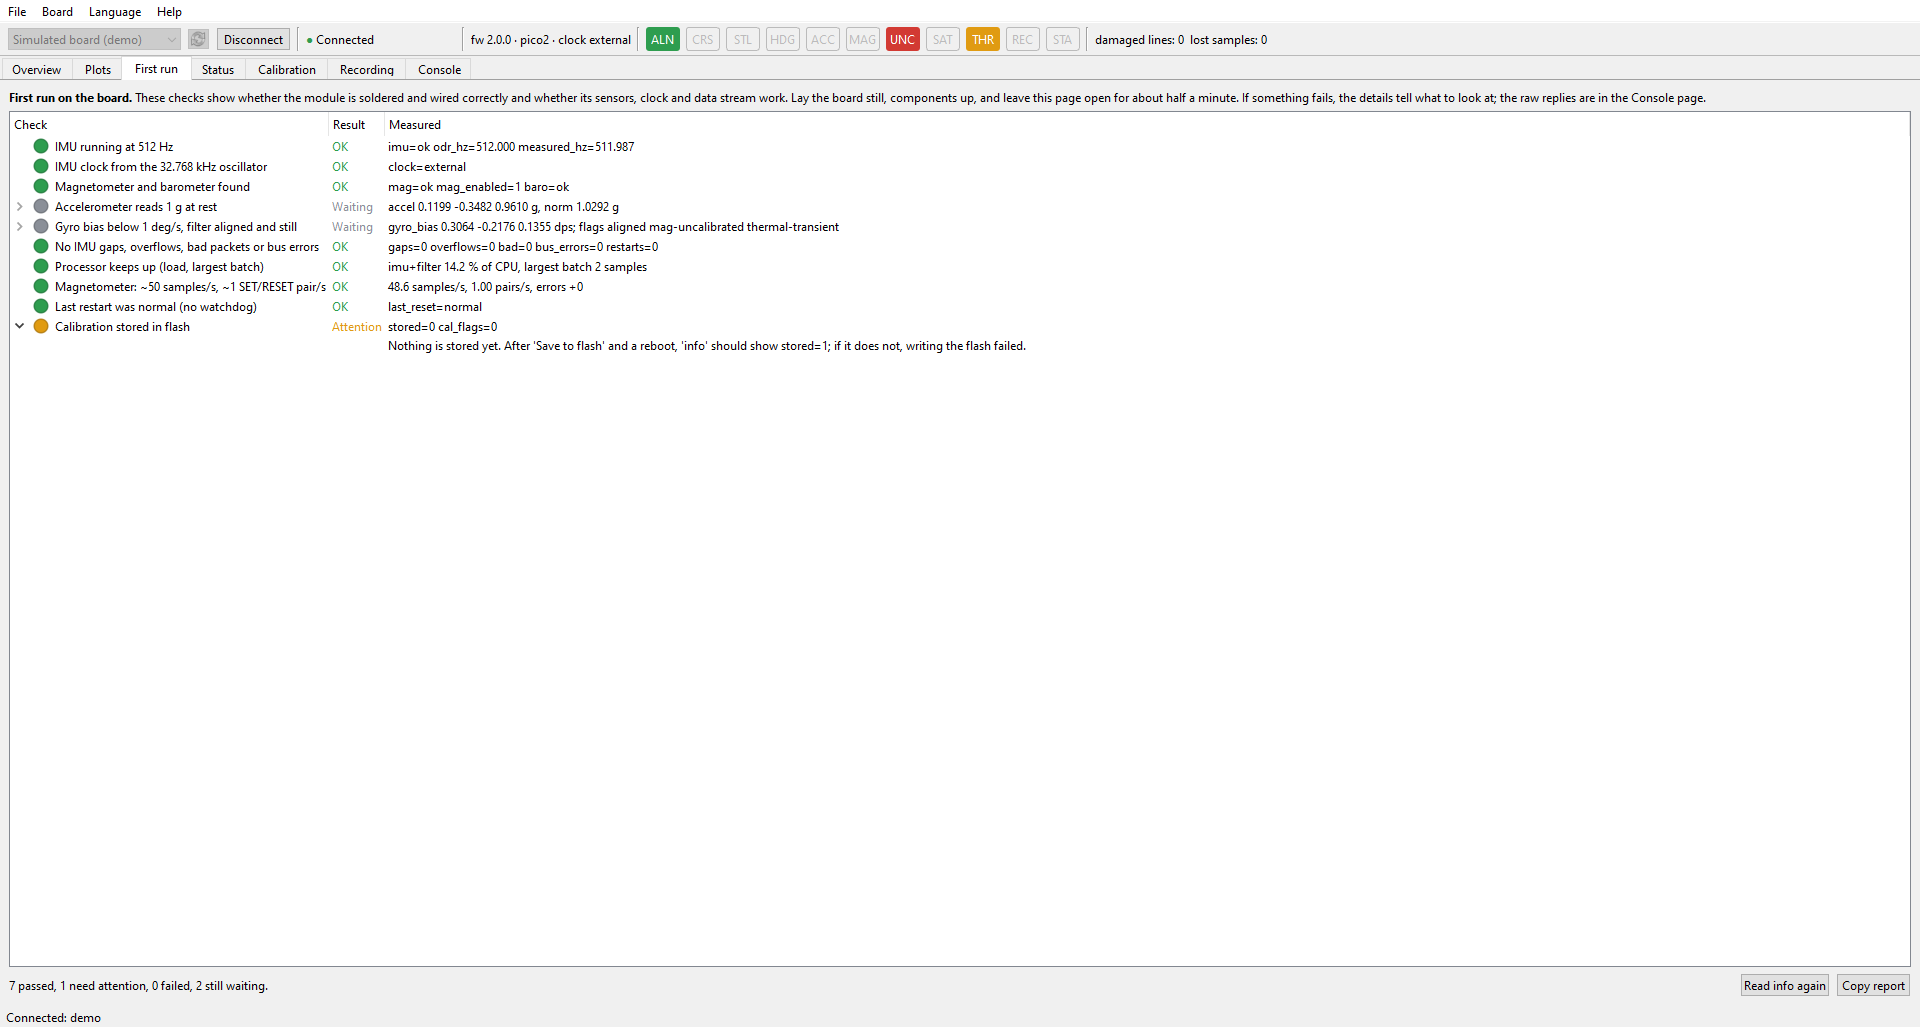 File Board Language Help
Simulated board (demo) Disconnect Connected fw 2.0.0 · pico2 · clock external ALN CRS STL HDG ACC MAG UNC SAT THR REC STA damaged lines: 0 lost samples: 0
Overview Plots First run Status Calibration Recording Console
First run on the board. These checks show whether the module is soldered and wired correctly and whether its sensors, clock and data stream work. Lay the board still, components up, and leave this page open for about half a minute. If something fails, the details tell what to look at; the raw replies are in the Console page.
Check Result Measured
IMU running at 512 Hz OK imu=ok odr_hz=512.000 measured_hz=511.987
IMU clock from the 32.768 kHz oscillator OK clock=external
Magnetometer and barometer found OK mag=ok mag_enabled=1 baro=ok
Accelerometer reads 1 g at rest Waiting accel 0.1199 -0.3482 0.9610 g, norm 1.0292 g
Gyro bias below 1 deg/s, filter aligned and still Waiting gyro_bias 0.3064 -0.2176 0.1355 dps; flags aligned mag-uncalibrated thermal-transient
No IMU gaps, overflows, bad packets or bus errors OK gaps=0 overflows=0 bad=0 bus_errors=0 restarts=0
Processor keeps up (load, largest batch) OK imu+filter 14.2 % of CPU, largest batch 2 samples
Magnetometer: ~50 samples/s, ~1 SET/RESET pair/s OK 48.6 samples/s, 1.00 pairs/s, errors +0
Last restart was normal (no watchdog) OK last_reset=normal
Calibration stored in flash Attention stored=0 cal_flags=0
Nothing is stored yet. After 'Save to flash' and a reboot, 'info' should show stored=1; if it does not, writing the flash failed.
7 passed, 1 need attention, 0 failed, 2 still waiting. Read info again Copy report
Connected: demo